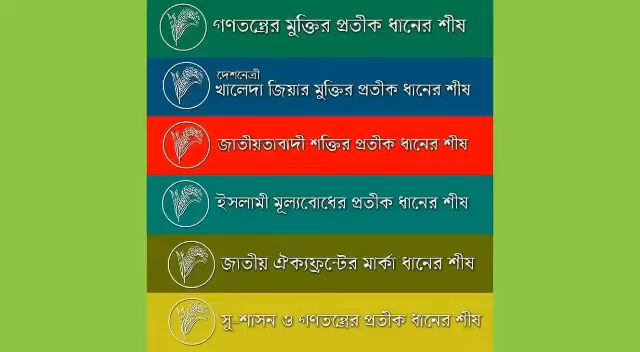 গণতন্ত্রের মুক্তির প্রতীক ধানের শীষ
দেশনেত্রী
খালেদা জিয়ার মুক্তির প্রতীক ধানের শীষ
জাতীয়তাবাদী শক্তির প্রতীক ধানের শীষ
ইসলামী মূল্যবোধের প্রতীক ধানের শীষ
জাতীয় ঐক্যফ্রন্টের মার্কা ধানের শীষ
সু-শাসন ও গণতন্ত্রের প্রতীক ধানের শীষ